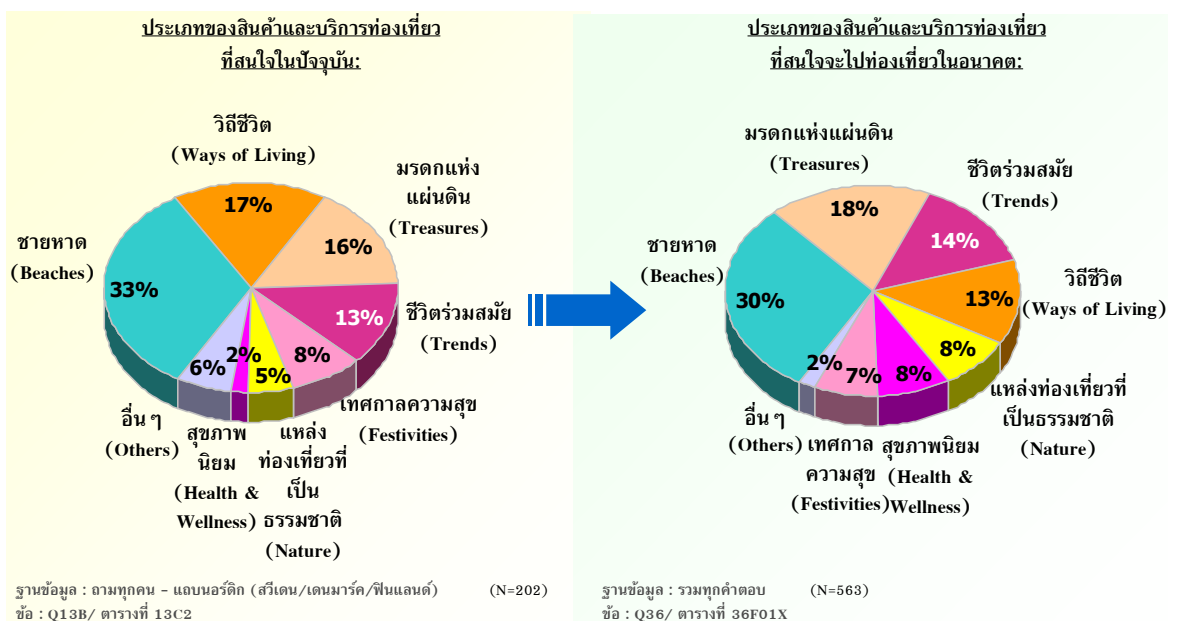 ประเภทของสินค้าและบริการท่องเที่ยว
ที่สนใจในปัจจุบัน:
วิถีชีวิต
(Ways of Living)
มรดกแห่ง
แผ่นดิน
(Treasures)
ชายหาด
(Beaches)
17%
16%
33%
13%
ชีวิตร่วมสมัย
(Trends)
6%
2%
5%
8%
เทศกาลความสุข
(Festivities)
อื่น ๆ
(Others)
สุขภาพ
นิยม
(Health &
Wellness)
แหล่ง
ท่องเที่ยวที่
เป็น
ธรรมชาติ
(Nature)
ฐานข้อมูล : ถามทุกคน - แถบนอร์ดิก (สวีเดน/เดนมาร์ค/ฟินแลนด์) (N=202)
ข้อ : Q13B/ ตารางที่ 13C2
ประเภทของสินค้าและบริการท่องเที่ยว
ที่สนใจจะไปท่องเที่ยวในอนาคต:
มรดกแห่งแผ่นดิน
(Treasures)
ชีวิตร่วมสมัย
(Trends)
ชายหาด
(Beaches)
18%
14%
30%
13%
วิถีชีวิต
(Ways of Living)
2%
7%
8%
8%
แหล่งท่องเที่ยวที่
เป็นธรรมชาติ
(Nature)
อื่น ๆ
(Others)
เทศกาล
ความสุข
(Festivities)
สุขภาพนิยม
(Health &
Wellness)
ฐานข้อมูล : รวมทุกคำตอบ (N=563)
ข้อ : Q36/ ตารางที่ 36F01X